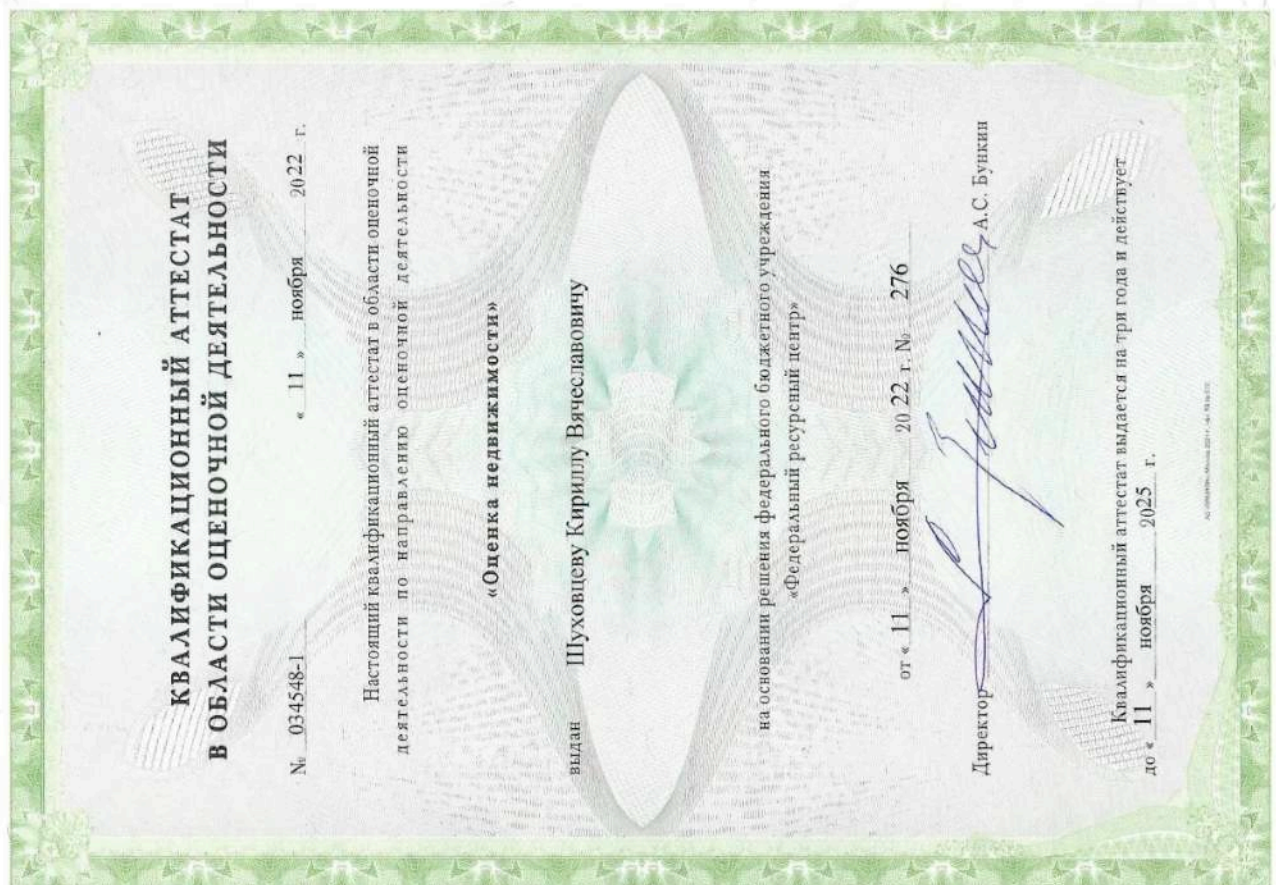 КВАЛИФИКАЦИОННЫЙ АТТЕСТАТ
В ОБЛАСТИ ОЦЕНОЧНОЙ ДЕЯТЕЛЬНОСТИ
№ 034548-1 « 11 » ноября 2022 г.
Настоящий квалификационный аттестат в области оценочной
деятельности по направлению оценочной деятельности
«Оценка недвижимости»
выдан Шуховцеву Кириллу Вячеславовичу
на основании решения федерального бюджетного учреждения
«Федеральный ресурсный центр»
от « 11 » ноября 20 22 г. № 276
Директор А.С. Бункин
Квалификационный аттестат выдается на три года и действует
до « 11 » ноября 2025 г.